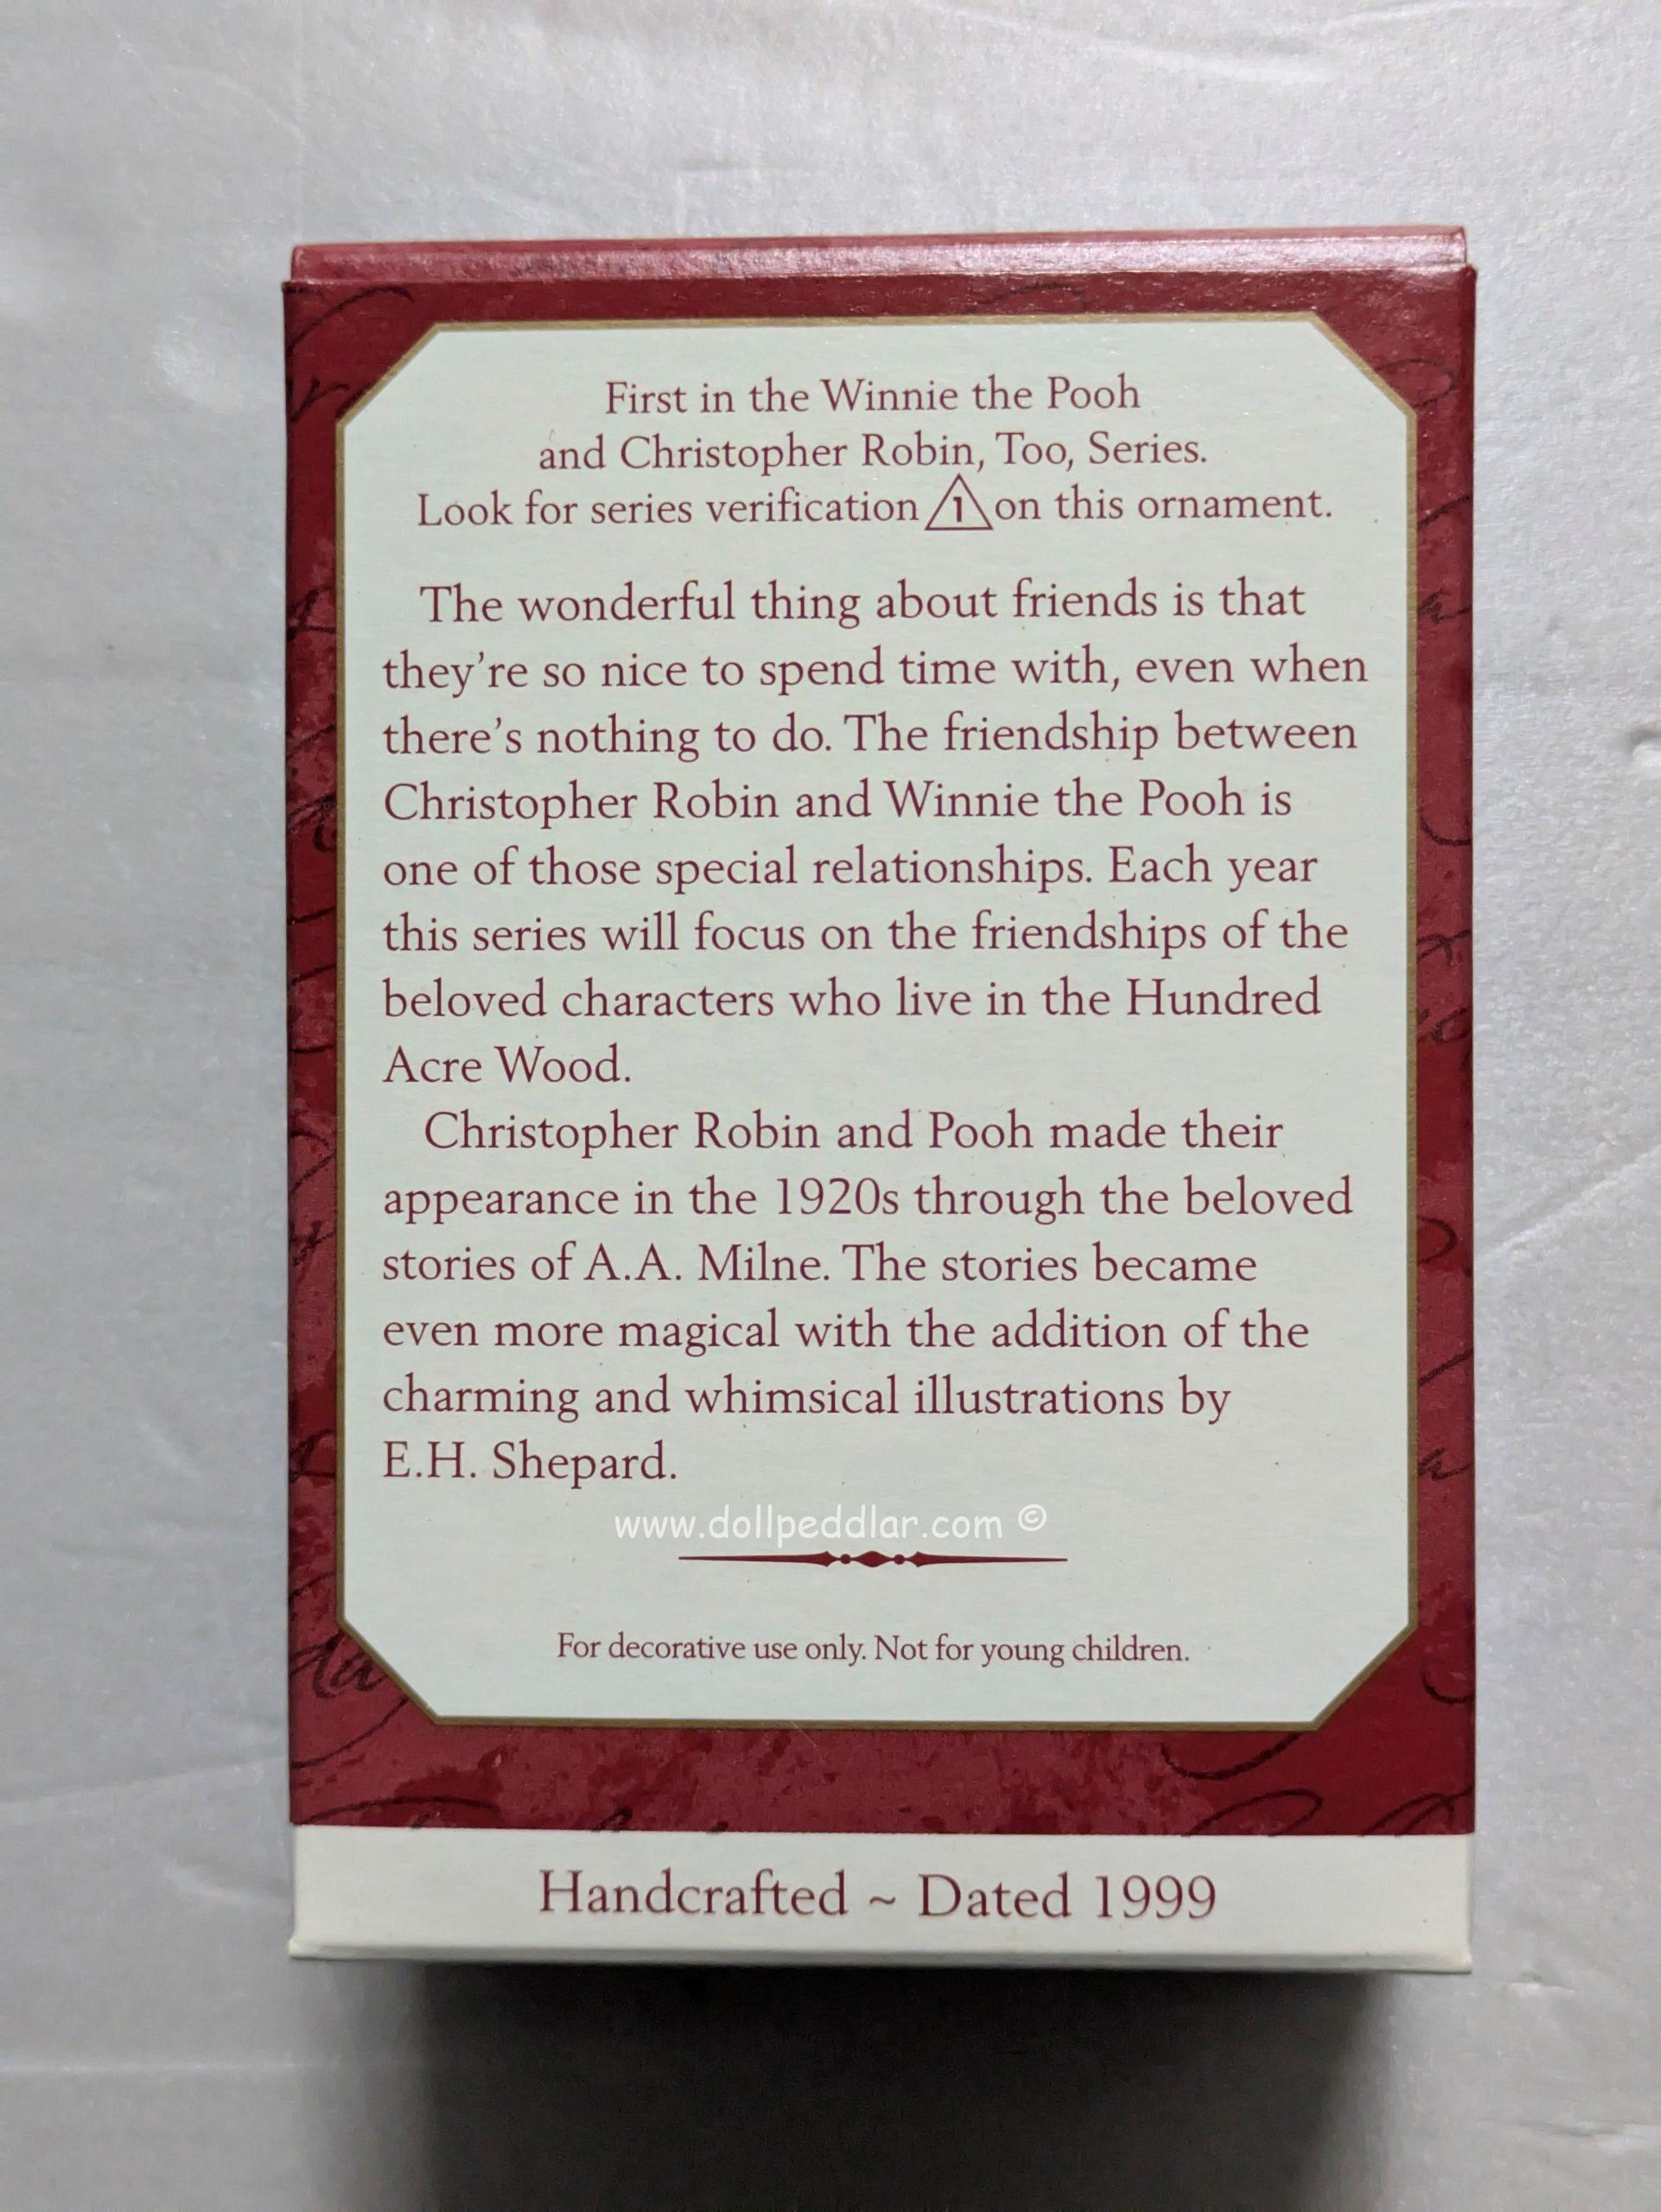 First in the Winnie the Pooh
and Christopher Robin, Too, Series.
Look for series verification 1 on this ornament.
The wonderful thing about friends is that
they're so nice to spend time with, even when
there's nothing to do. The friendship between
Christopher Robin and Winnie the Pooh is
one of those special relationships. Each year
this series will focus on the friendships of the
beloved characters who live in the Hundred
Acre Wood.
Christopher Robin and Pooh made their
appearance in the 1920s through the beloved
stories of A.A. Milne. The stories became
even more magical with the addition of the
charming and whimsical illustrations by
E.H. Shepard.
www.dollpeddlar.com ©
For decorative use only. Not for young children.
Handcrafted ~ Dated 1999